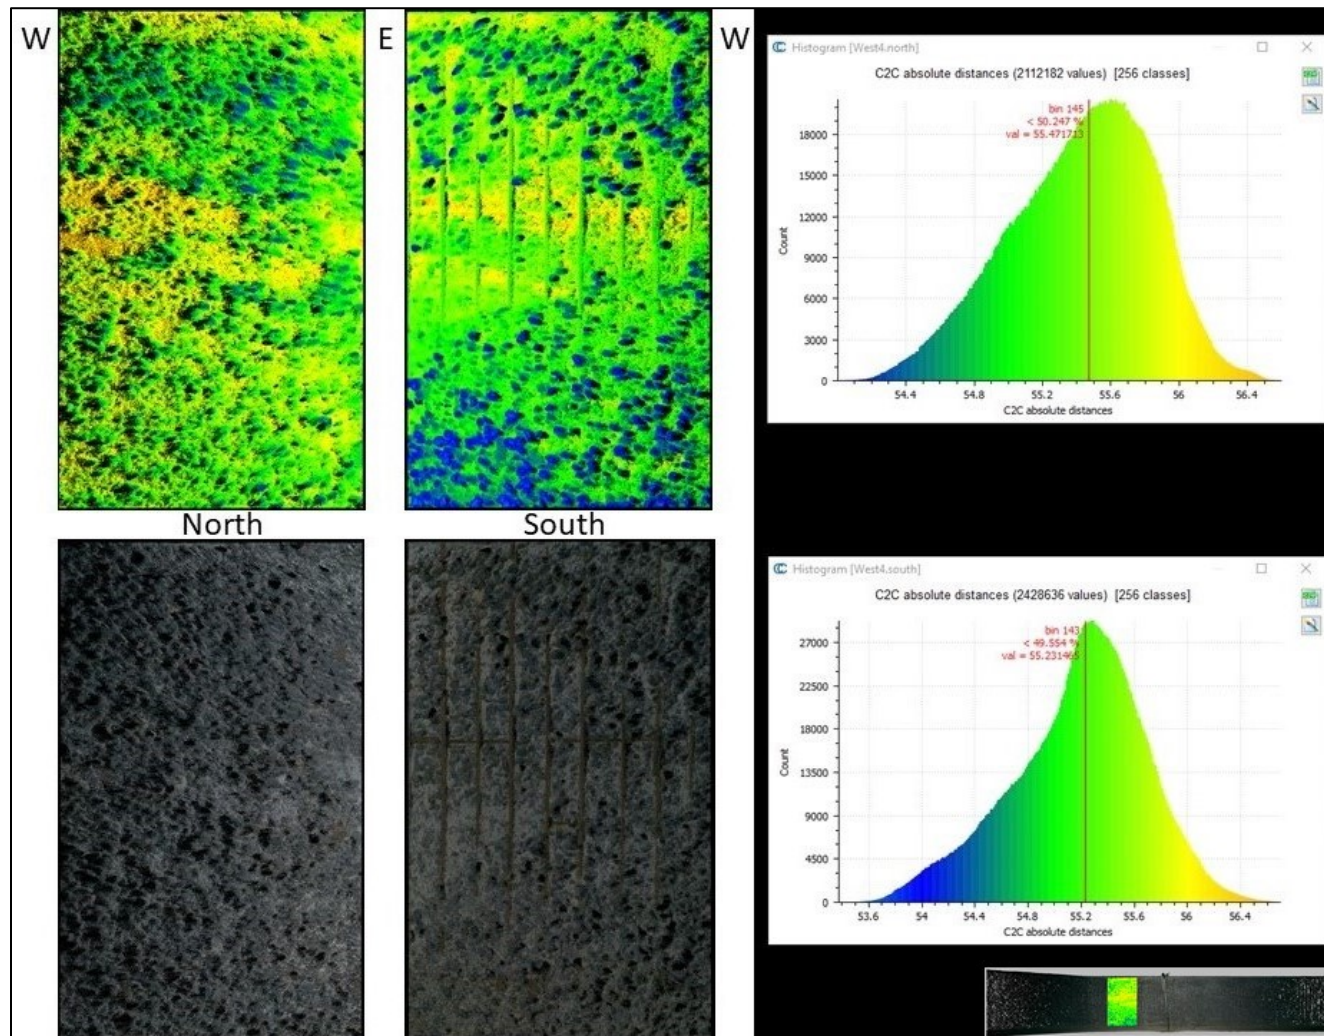 W
E
W
North
South
Histogram [West4.north]
C2C absolute distances (2112182 values) [256 classes]
bin 145
< 50.247 %
val = 55.471713
18000
15000
12000
9000
6000
3000
0
Count
54.4 54.8 55.2 55.6 56 56.4
C2C absolute distances
Histogram [West4.south]
C2C absolute distances (2428636 values) [256 classes]
bin 143
< 49.554 %
val = 55.231465
27000
22500
18000
13500
9000
4500
0
Count
53.6 54 54.4 54.8 55.2 55.6 56 56.4
C2C absolute distances